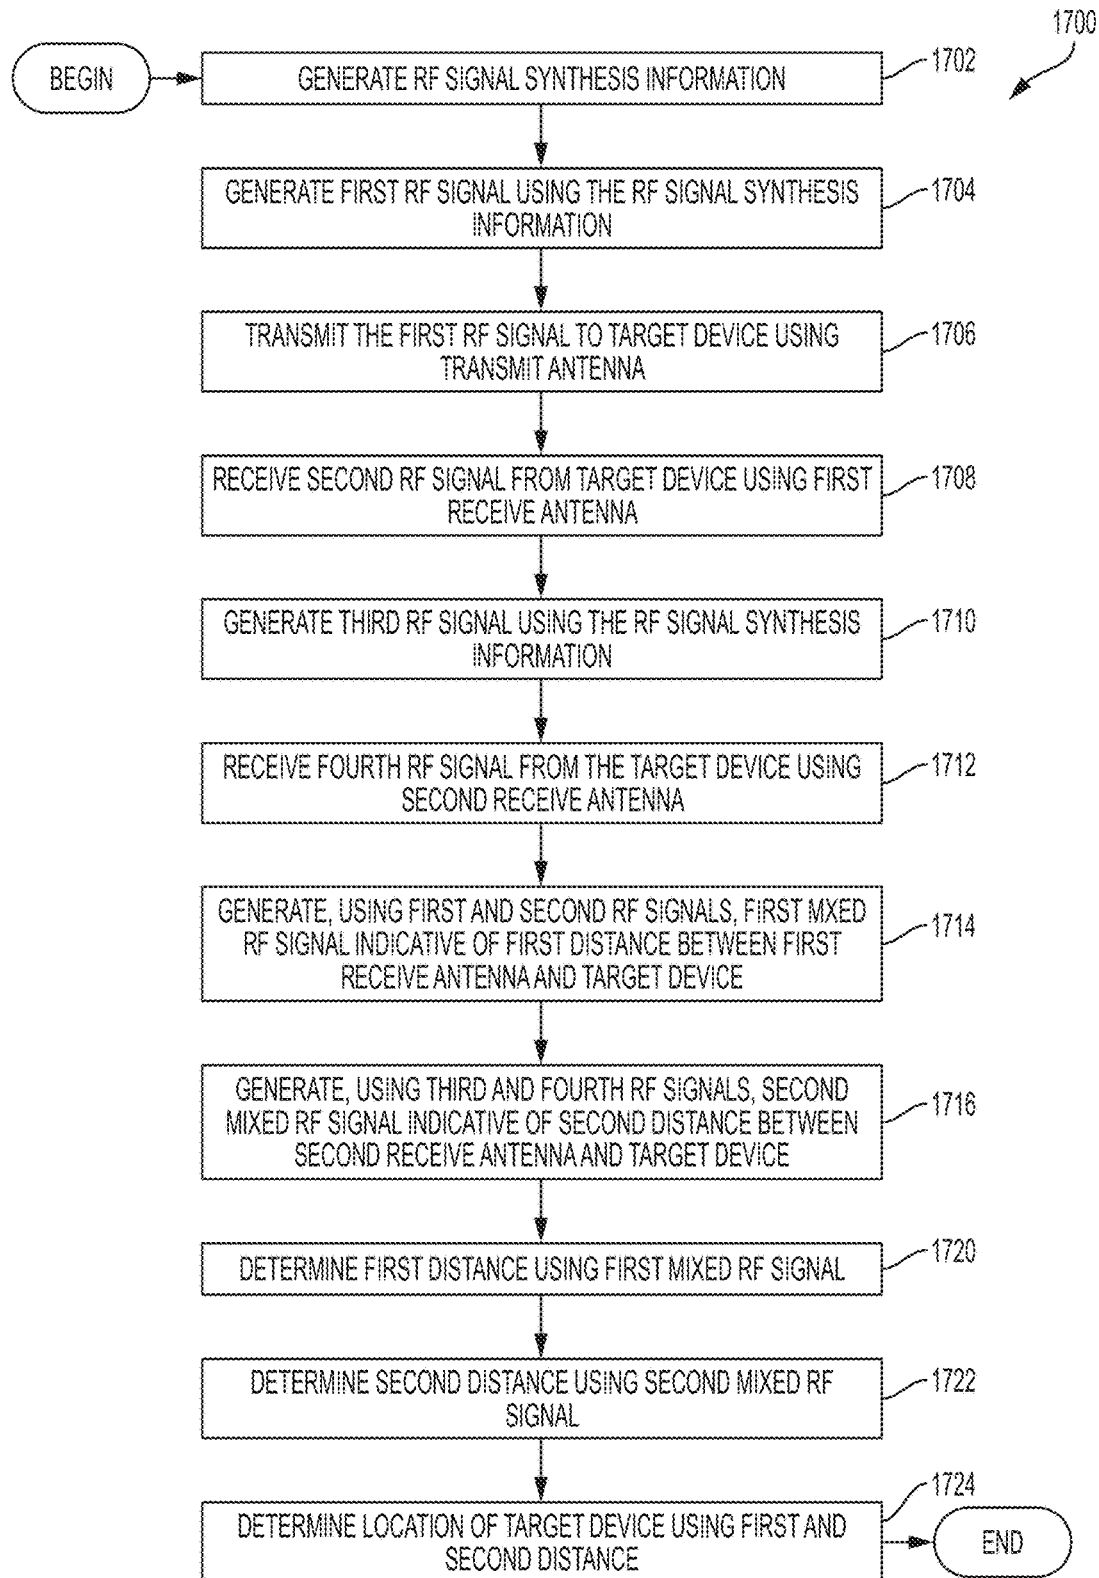 1700
BEGIN
GENERATE RF SIGNAL SYNTHESIS INFORMATION
1702
GENERATE FIRST RF SIGNAL USING THE RF SIGNAL SYNTHESIS
INFORMATION
1704
TRANSMIT THE FIRST RF SIGNAL TO TARGET DEVICE USING
TRANSMIT ANTENNA
1706
RECEIVE SECOND RF SIGNAL FROM TARGET DEVICE USING FIRST
RECEIVE ANTENNA
1708
GENERATE THIRD RF SIGNAL USING THE RF SIGNAL SYNTHESIS
INFORMATION
1710
RECEIVE FOURTH RF SIGNAL FROM THE TARGET DEVICE USING
SECOND RECEIVE ANTENNA
1712
GENERATE, USING FIRST AND SECOND RF SIGNALS, FIRST MXED
RF SIGNAL INDICATIVE OF FIRST DISTANCE BETWEEN FIRST
RECEIVE ANTENNA AND TARGET DEVICE
1714
GENERATE, USING THIRD AND FOURTH RF SIGNALS, SECOND
MIXED RF SIGNAL INDICATIVE OF SECOND DISTANCE BETWEEN
SECOND RECEIVE ANTENNA AND TARGET DEVICE
1716
DETERMINE FIRST DISTANCE USING FIRST MIXED RF SIGNAL
1720
DETERMINE SECOND DISTANCE USING SECOND MIXED RF
SIGNAL
1722
DETERMINE LOCATION OF TARGET DEVICE USING FIRST AND
SECOND DISTANCE
1724
END